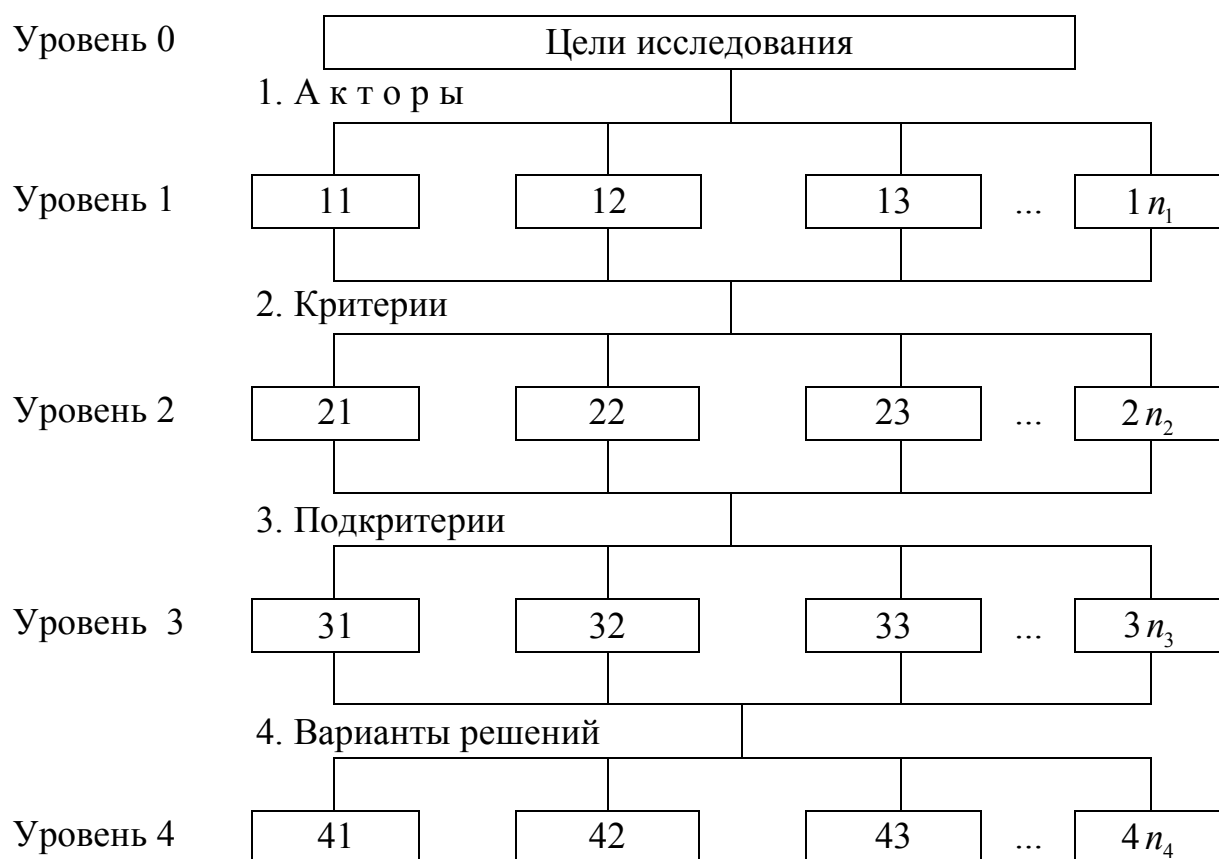 Уровень 0 Цели исследования
1. А к т о р ы
Уровень 1 11 12 13 ... 1 n₁
2. Критерии
Уровень 2 21 22 23 ... 2 n₂
3. Подкритерии
Уровень 3 31 32 33 ... 3 n₃
4. Варианты решений
Уровень 4 41 42 43 ... 4 n₄